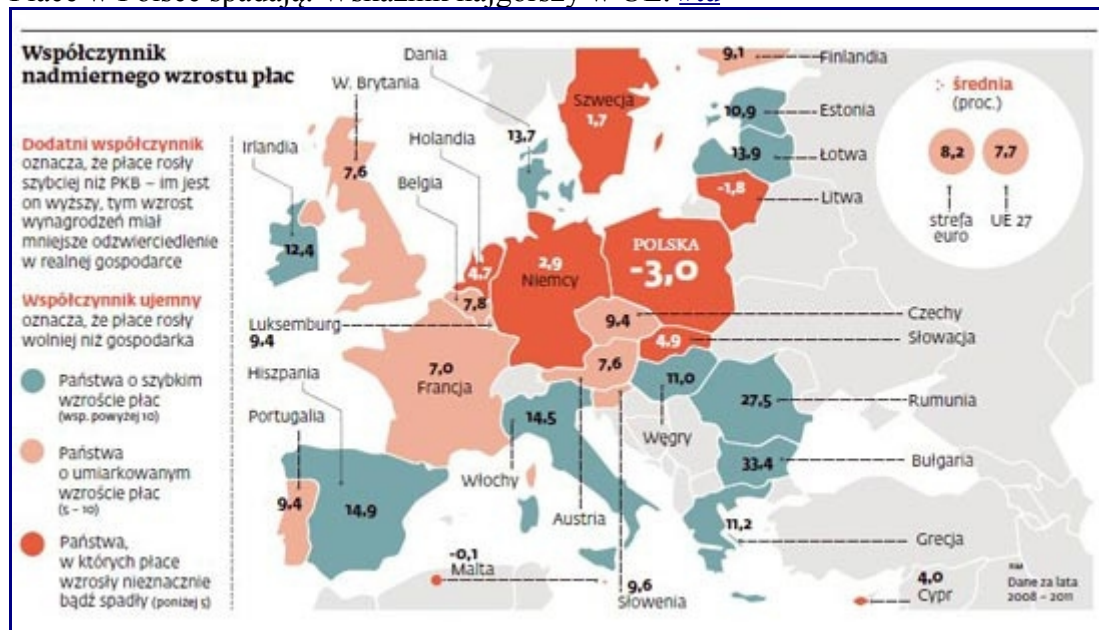 Płace w Polsce spadają. Wskaźnik najgorszy w UE.
Współczynnik
nadmiernego wzrostu płac
Dodatni współczynnik
oznacza, że płace rosły
szybciej niż PKB – im jest
on wyższy, tym wzrost
wynagrodzeń miał
mniejsze odzwierciedlenie
w realnej gospodarce
Współczynnik ujemny
oznacza, że płace rosły
wolniej niż gospodarka
Państwa o szybkim
wzroście płac
(wsp. powyżej 10)
Państwa
o umiarkowanym
wzroście płac
(5 – 10)
Państwa,
w których płace
wzrosły nieznacznie
bądź spadły (poniżej 5)
Irlandia
12,4
W. Brytania
7,6
Dania
13,7
Holandia
4,7
Belgia
7,8
Szwecja
1,7
9,1
Finlandia
10,9
Estonia
13,9
Łotwa
-1,8
Litwa
średnia
(proc.)
8,2
7,7
strefa
euro
UE 27
POLSKA
-3,0
2,9
Niemcy
Luksemburg
9,4
9,4
Czechy
4,9
Słowacja
7,0
Francja
7,6
Austria
11,0
Węgry
27,5
Rumunia
33,4
Bułgaria
Hiszpania
14,9
Portugalia
9,4
14,5
Włochy
11,2
Grecja
-0,1
Malta
9,6
Słowenia
4,0
Cypr
Dane za lata
2008 – 2011